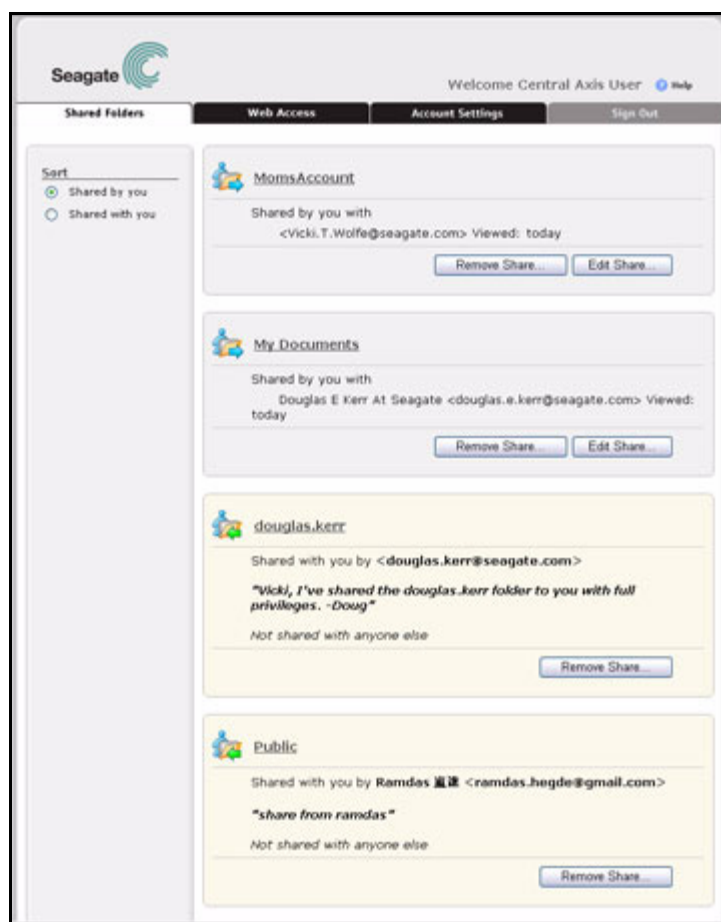 Seagate
Welcome Central Axis User Help
Shared Folders Web Access Account Settings Sign Out
Sort
Shared by you
Shared with you
MomsAccount
Shared by you with
<Vicki.T.Wolfe@seagate.com> Viewed: today
Remove Share... Edit Share...
My Documents
Shared by you with
Douglas E Kerr At Seagate <douglas.e.kerr@seagate.com> Viewed:
today
Remove Share... Edit Share...
douglas.kerr
Shared with you by <douglas.kerr@seagate.com>
"Vicki, I've shared the douglas.kerr folder to you with full
privileges. -Doug"
Not shared with anyone else
Remove Share...
Public
Shared with you by Ramdas <ramdas.hegde@gmail.com>
"share from ramdas"
Not shared with anyone else
Remove Share...